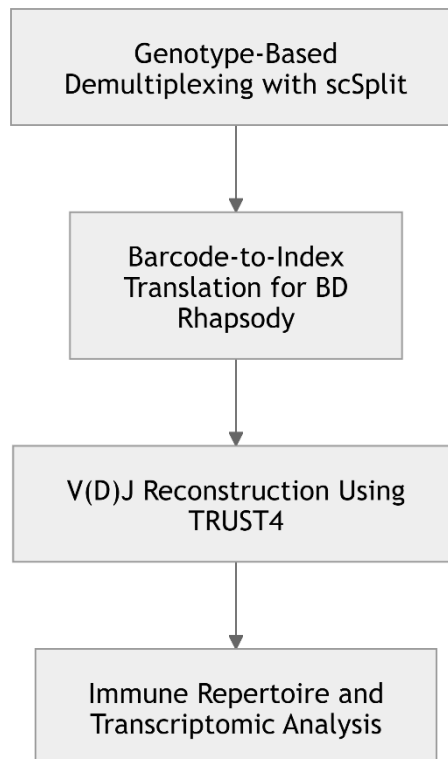 Genotype-Based
Demultiplexing with scSplit
Barcode-to-Index
Translation for BD
Rhapsody
V(D)J Reconstruction Using
TRUST4
Immune Repertoire and
Transcriptomic Analysis